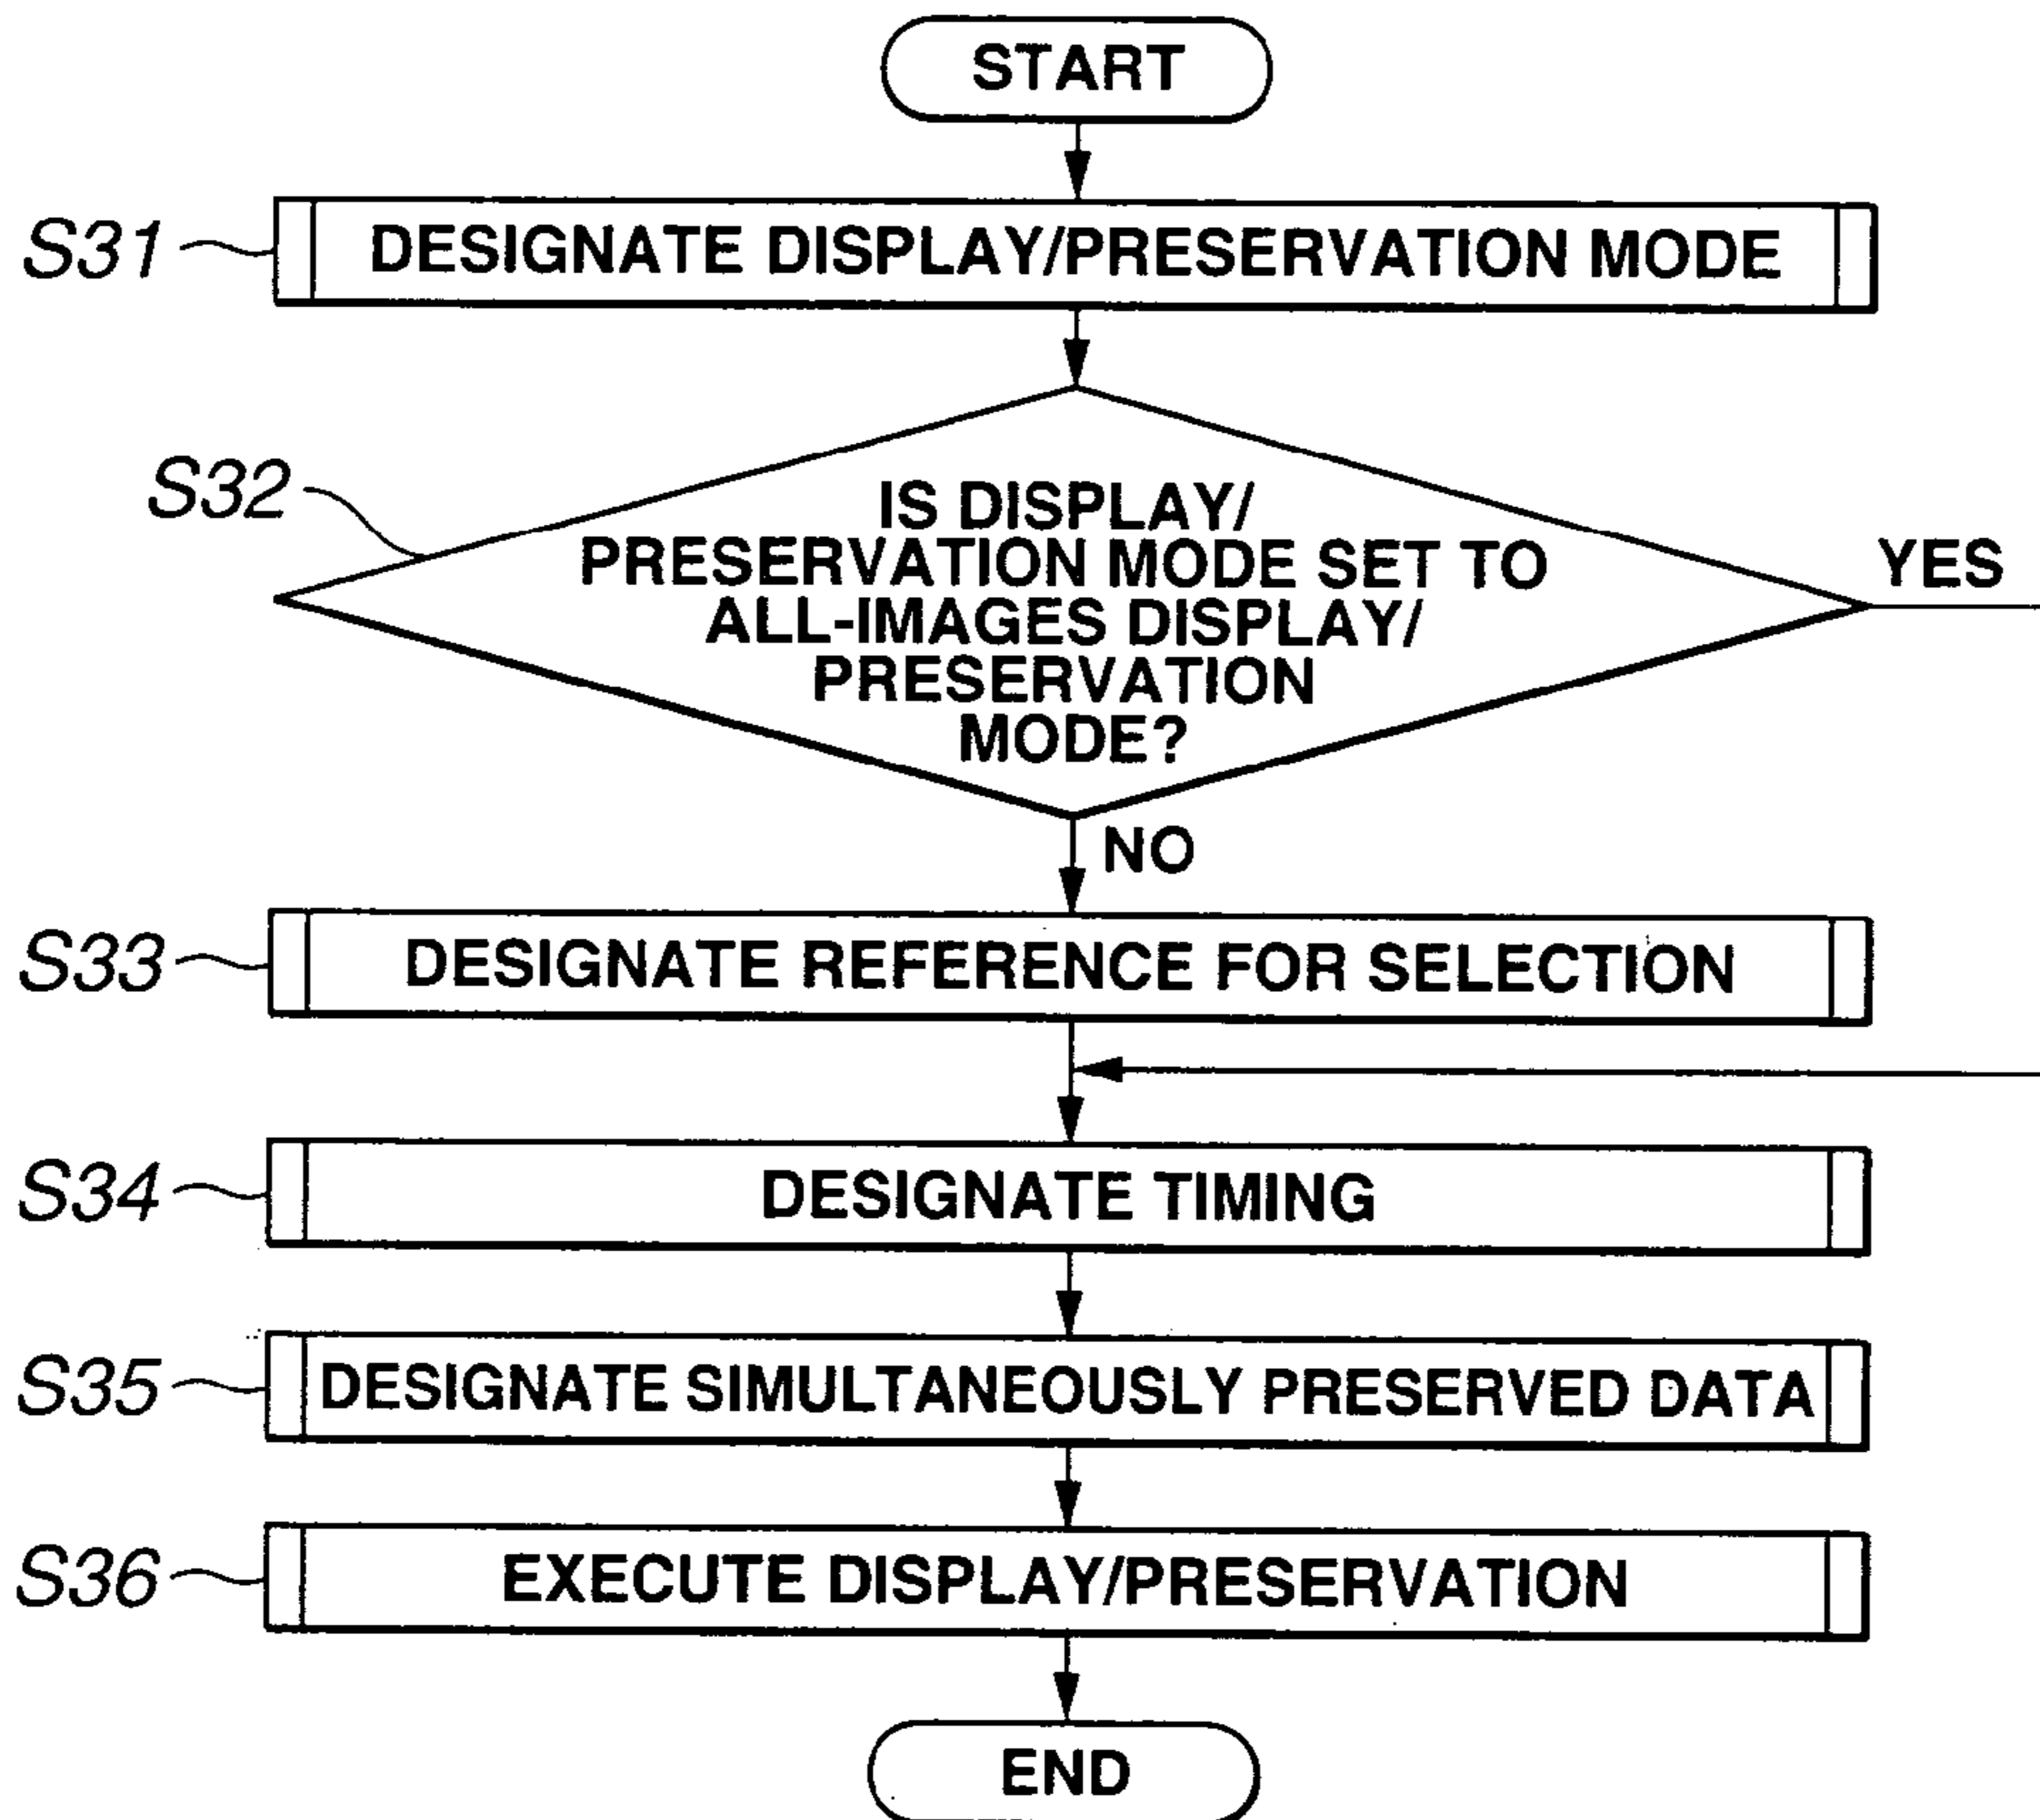 START
S31
DESIGNATE DISPLAY/PRESERVATION MODE
S32
IS DISPLAY/
PRESERVATION MODE SET TO
ALL-IMAGES DISPLAY/
PRESERVATION
MODE?
YES
NO
S33
DESIGNATE REFERENCE FOR SELECTION
S34
DESIGNATE TIMING
S35
DESIGNATE SIMULTANEOUSLY PRESERVED DATA
S36
EXECUTE DISPLAY/PRESERVATION
END